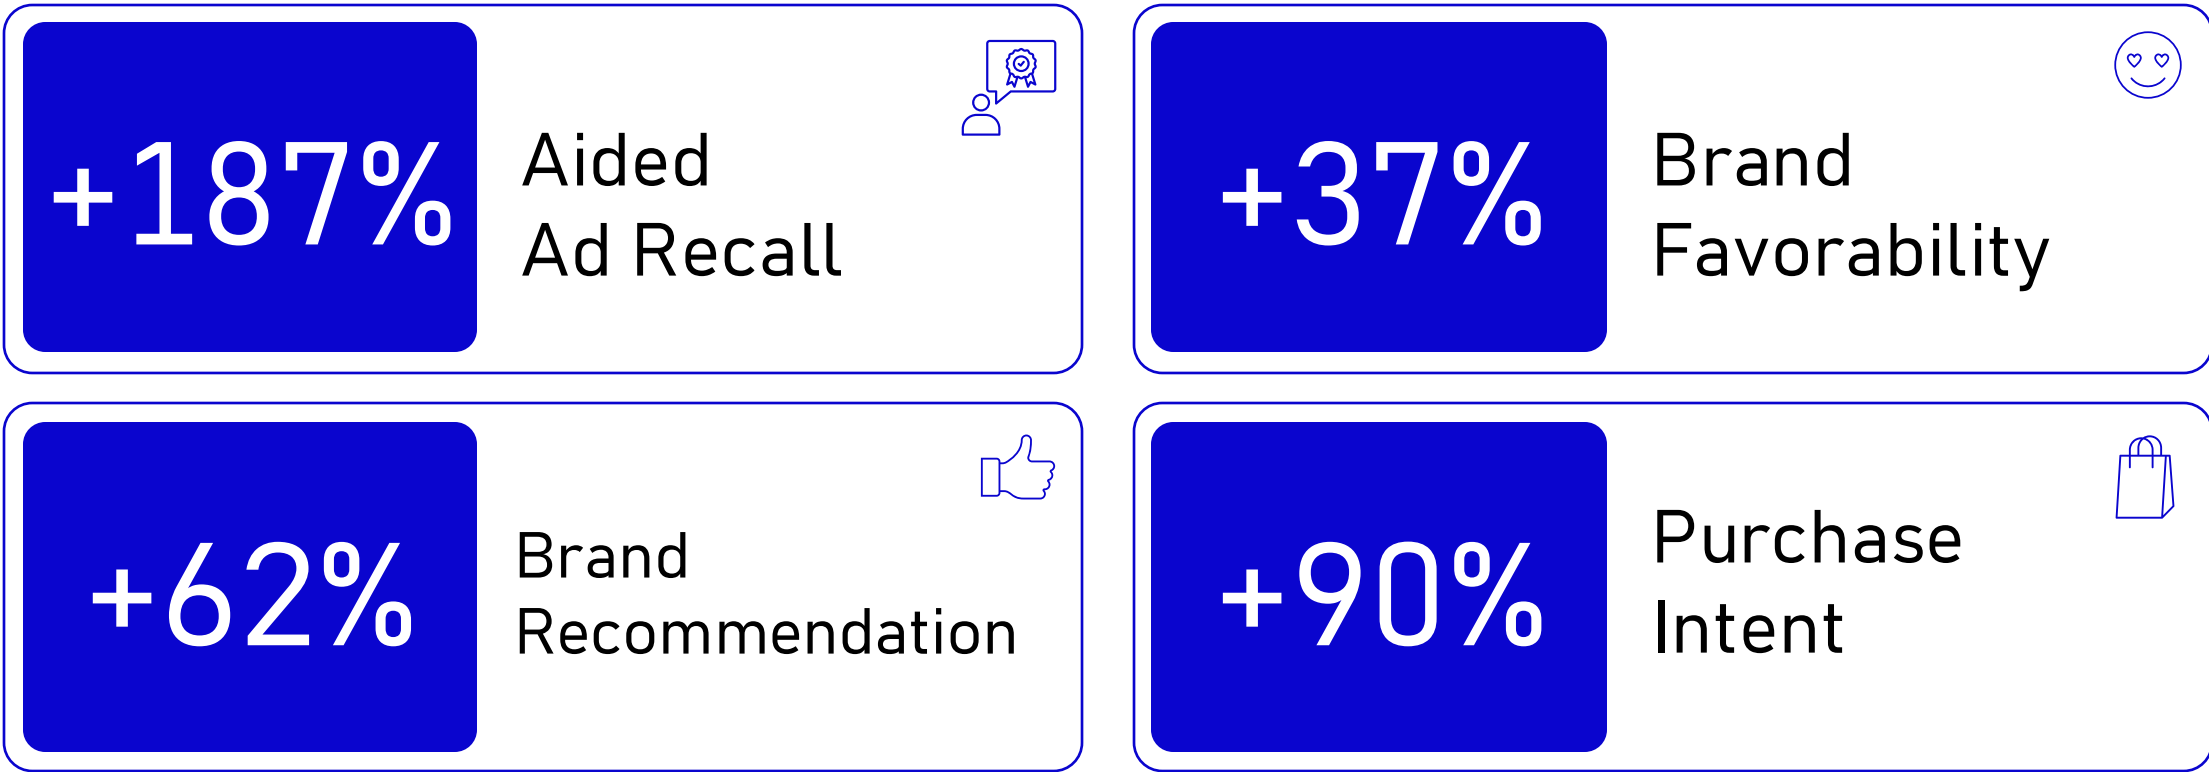 +187%
Aided
Ad Recall
+37%
Brand
Favorability
+62%
Brand
Recommendation
+90%
Purchase
Intent